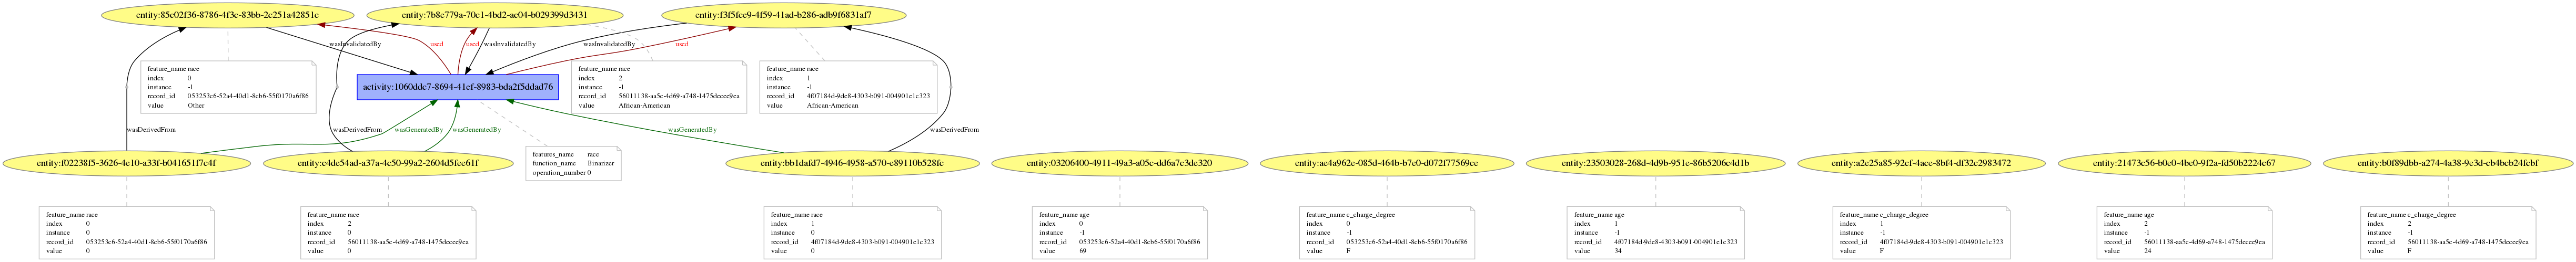 entity:85c02f36-8786-4f3c-83bb-2c251a42851c
entity:7b8e779a-70c1-4bd2-ac04-b029399d3431
entity:f3f5fce9-4f59-41ad-b286-adb9f6831af7
wasInvalidatedBy
used
used
wasInvalidatedBy
wasInvalidatedBy
used
feature_name race
index 0
instance -1
record_id 053253c6-52a4-40d1-8cb6-55f0170a6f86
value Other
activity:1060ddc7-8694-41ef-8983-bda2f5ddad76
feature_name race
index 2
instance -1
record_id 56011138-aa5c-4d69-a748-1475decee9ea
value African-American
feature_name race
index 1
instance -1
record_id 4f07184d-9de8-4303-b091-004901e1c323
value African-American
wasDerivedFrom
wasDerivedFrom
wasGeneratedBy
wasGeneratedBy
wasGeneratedBy
wasDerivedFrom
entity:f02238f5-3626-4e10-a33f-b041651f7c4f
entity:c4de54ad-a37a-4c50-99a2-2604d5fee61f
features_name race
function_name Binarizer
operation_number 0
entity:bb1dafd7-4946-4958-a570-e89110b528fc
entity:03206400-4911-49a3-a05c-dd6a7c3de320
entity:ae4a962e-085d-464b-b7e0-d072f77569ce
entity:23503028-268d-4d9b-951e-86b5206c4d1b
entity:a2e25a85-92cf-4ace-8bf4-df32c2983472
entity:21473c56-b0e0-4be0-9f2a-fd50b2224c67
entity:b0f89dbb-a274-4a38-9e3d-cb4bcb24fcbf
feature_name race
index 0
instance 0
record_id 053253c6-52a4-40d1-8cb6-55f0170a6f86
value 0
feature_name race
index 2
instance 0
record_id 56011138-aa5c-4d69-a748-1475decee9ea
value 0
feature_name race
index 1
instance 0
record_id 4f07184d-9de8-4303-b091-004901e1c323
value 0
feature_name age
index 0
instance -1
record_id 053253c6-52a4-40d1-8cb6-55f0170a6f86
value 69
feature_name c_charge_degree
index 0
instance -1
record_id 053253c6-52a4-40d1-8cb6-55f0170a6f86
value F
feature_name age
index 1
instance -1
record_id 4f07184d-9de8-4303-b091-004901e1c323
value 34
feature_name c_charge_degree
index 1
instance -1
record_id 4f07184d-9de8-4303-b091-004901e1c323
value F
feature_name age
index 2
instance -1
record_id 56011138-aa5c-4d69-a748-1475decee9ea
value 24
feature_name c_charge_degree
index 2
instance -1
record_id 56011138-aa5c-4d69-a748-1475decee9ea
value F